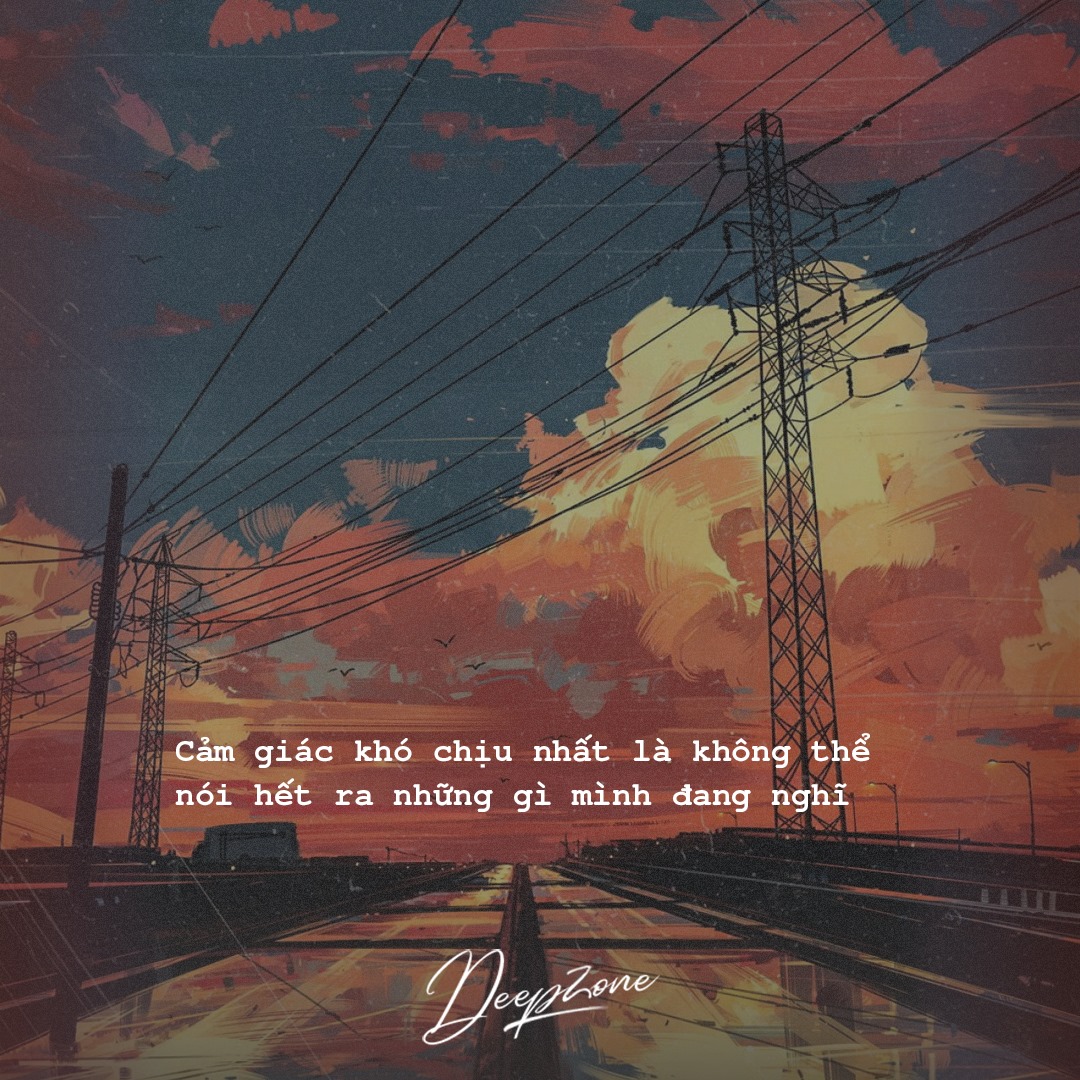 Cảm giác khó chịu nhất là không thể
nói hết ra những gì mình đang nghĩ
Deepzone